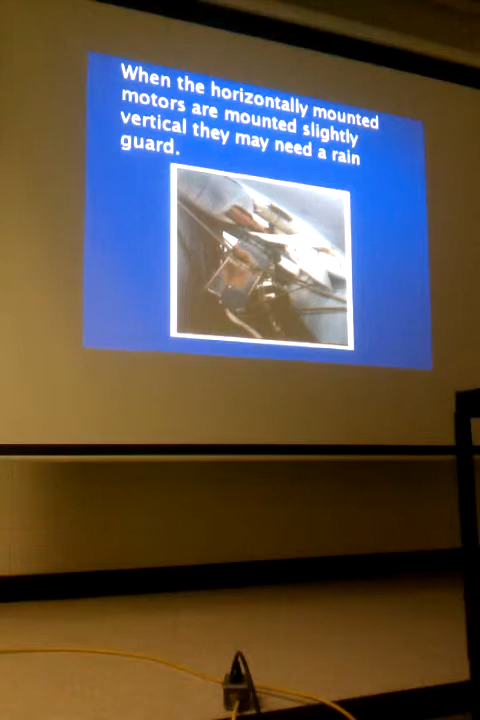 When the horizontally mounted
motors are mounted slightly
vertical they may need a rain
guard.